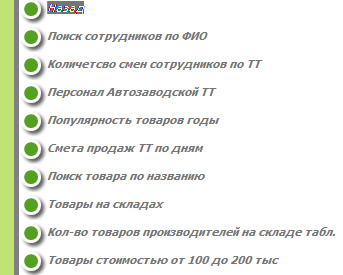 Назад
Поиск сотрудников по ФИО
Количетсво смен сотрудников по ТТ
Персонал Автозаводской ТТ
Популярность товаров годы
Смета продаж ТТ по дням
Поиск товара по названию
Товары на складах
Кол-во товаров производителей на складе табл.
Товары стоимостью от 100 до 200 тыс